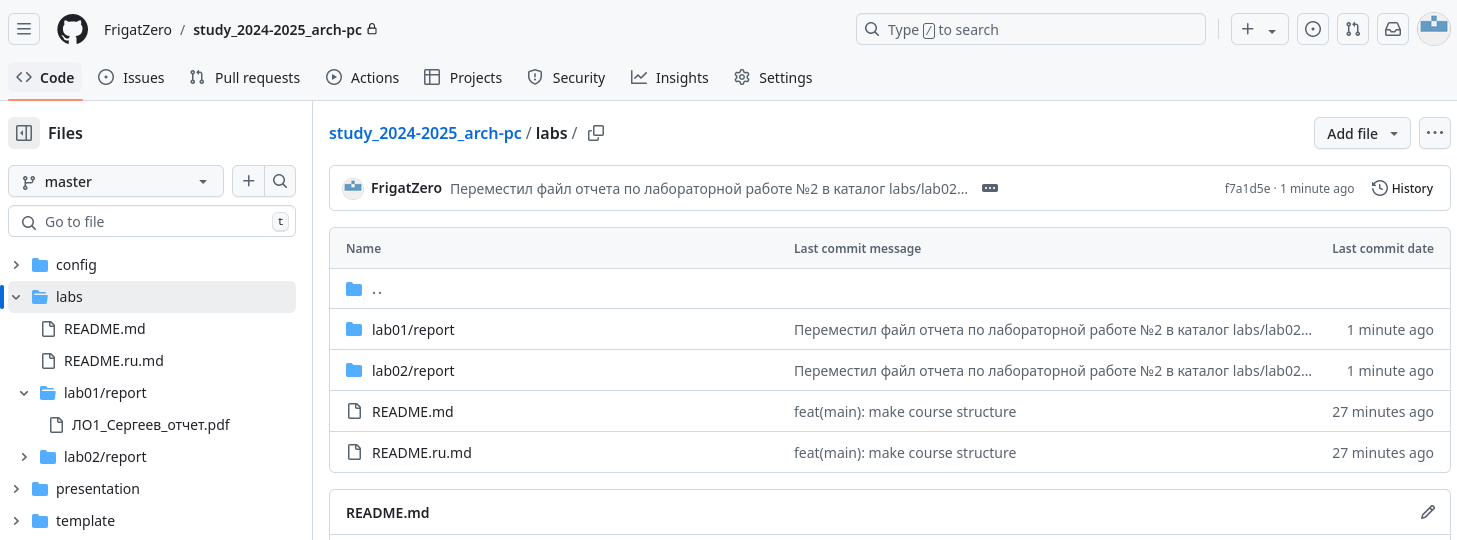 FrigatZero / study_2024-2025_arch-pc
Type / to search
Code Issues Pull requests Actions Projects Security Insights Settings
Files
master
Go to file t
config
labs
README.md
README.ru.md
lab01/report
ЛО1_Сергеев_отчет.pdf
lab02/report
presentation
template
study_2024-2025_arch-pc / labs /
Add file
FrigatZero Переместил файл отчета по лабораторной работе №2 в каталог labs/lab02... f7a1d5e · 1 minute ago History
Name Last commit message Last commit date
..
lab01/report Переместил файл отчета по лабораторной работе №2 в каталог labs/lab02... 1 minute ago
lab02/report Переместил файл отчета по лабораторной работе №2 в каталог labs/lab02... 1 minute ago
README.md feat(main): make course structure 27 minutes ago
README.ru.md feat(main): make course structure 27 minutes ago
README.md